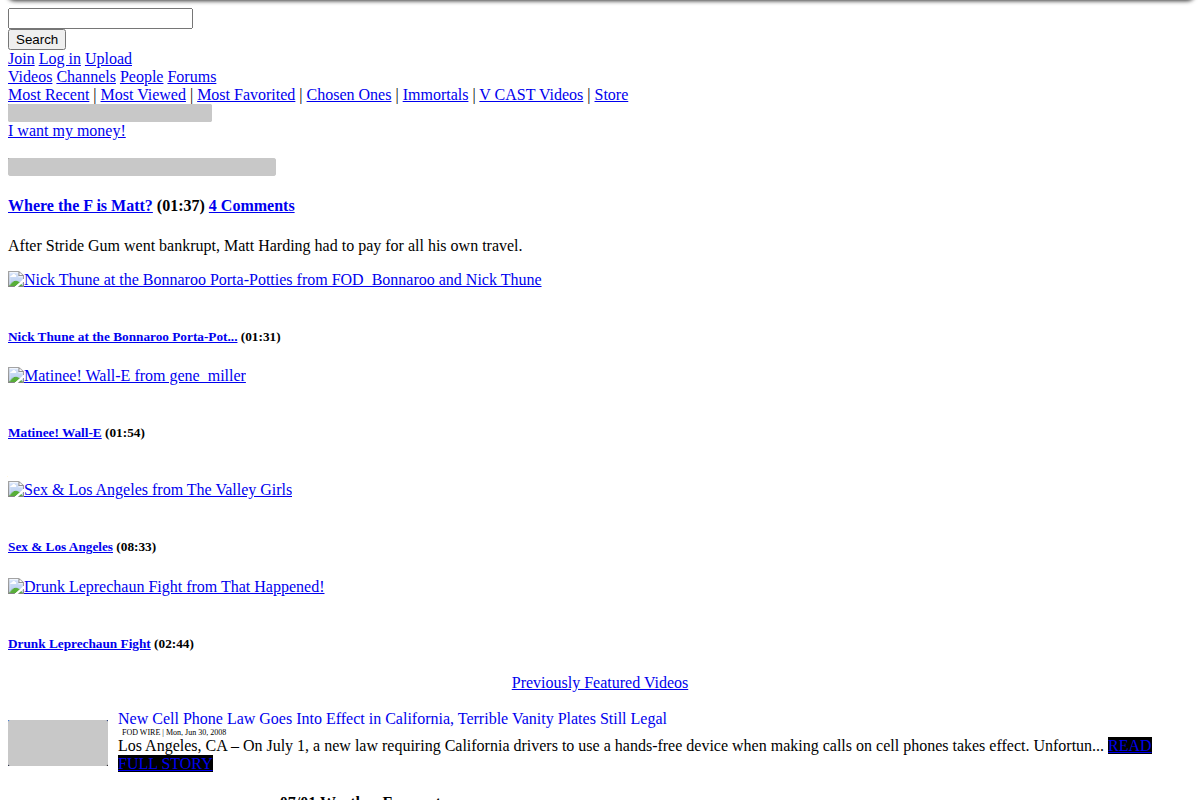 Search
Join Log in Upload
Videos Channels People Forums
Most Recent | Most Viewed | Most Favorited | Chosen Ones | Immortals | V CAST Videos | Store
I want my money!
Where the F is Matt? (01:37) 4 Comments
After Stride Gum went bankrupt, Matt Harding had to pay for all his own travel.
Nick Thune at the Bonnaroo Porta-Potties from FOD_Bonnaroo and Nick Thune
Nick Thune at the Bonnaroo Porta-Pot... (01:31)
Matinee! Wall-E from gene_miller
Matinee! Wall-E (01:54)
Sex & Los Angeles from The Valley Girls
Sex & Los Angeles (08:33)
Drunk Leprechaun Fight from That Happened!
Drunk Leprechaun Fight (02:44)
Previously Featured Videos
New Cell Phone Law Goes Into Effect in California, Terrible Vanity Plates Still Legal
FOD WIRE | Mon, Jun 30, 2008
Los Angeles, CA – On July 1, a new law requiring California drivers to use a hands-free device when making calls on cell phones takes effect. Unfortun... READ
FULL STORY